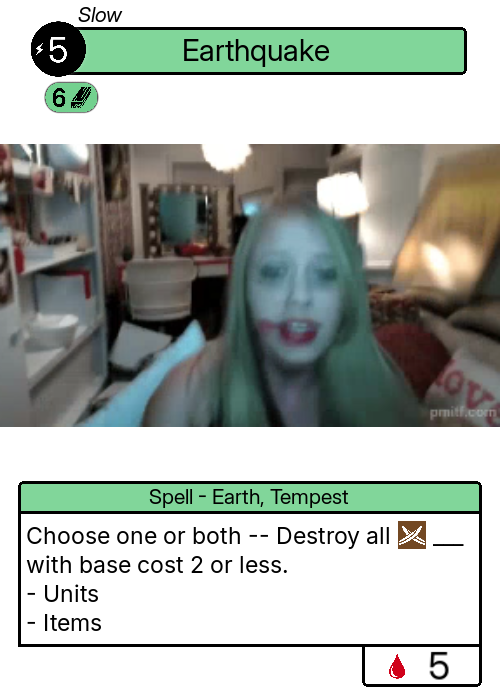 Slow
5
Earthquake
6
OV
pmitf.com
Spell - Earth, Tempest
Choose one or both -- Destroy all ___
with base cost 2 or less.
- Units
- Items
5